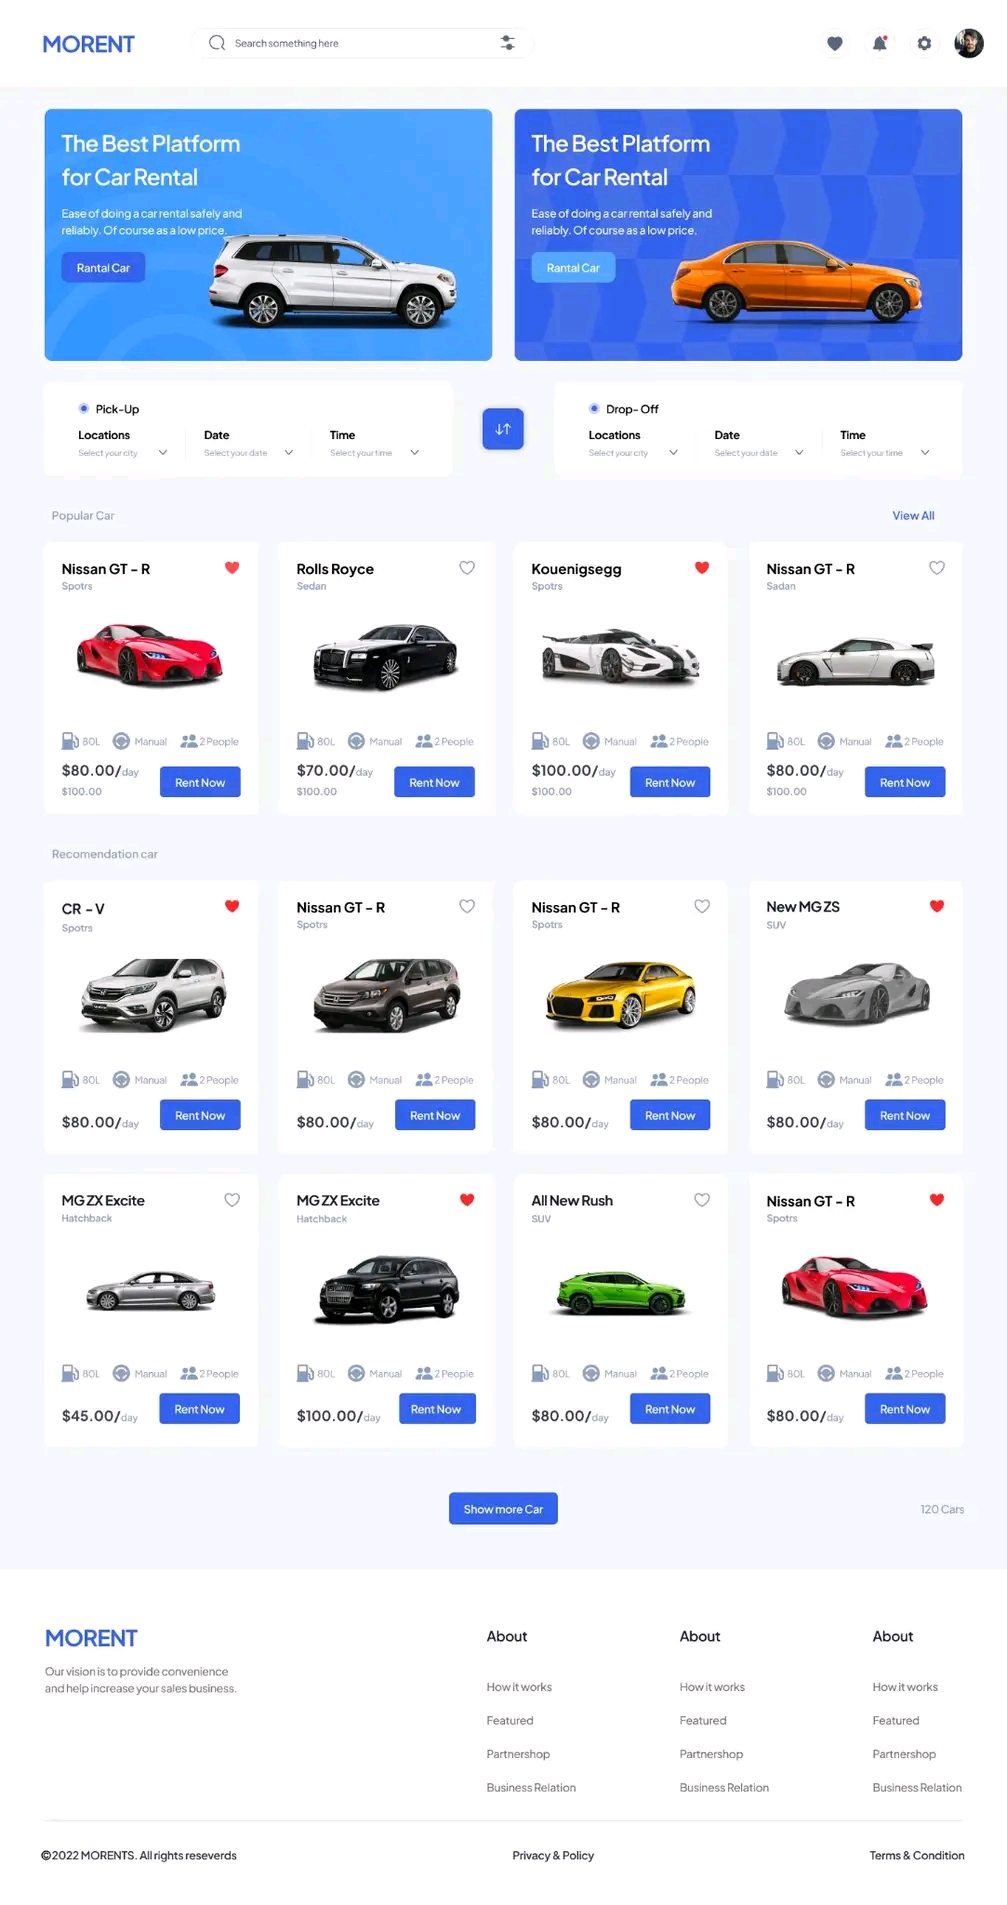 MORENT
Search something here
The Best Platform
for Car Rental
Ease of doing a car rental safely and
reliably. Of course as a low price.
Rantal Car
The Best Platform
for Car Rental
Ease of doing a car rental safely and
reliably. Of course as a low price.
Rantal Car
Pick-Up
Locations Date Time
Select your city Select your date Select your time
Drop- Off
Locations Date Time
Select your city Select your date Select your time
Popular Car View All
Nissan GT - R
Spotrs
80L Manual 2 People
$80.00/day
$100.00
Rent Now
Rolls Royce
Sedan
80L Manual 2 People
$70.00/day
$100.00
Rent Now
Kouenigsegg
Spotrs
80L Manual 2 People
$100.00/day
$100.00
Rent Now
Nissan GT - R
Sadan
80L Manual 2 People
$80.00/day
$100.00
Rent Now
Recomendation car
CR - V
Spotrs
80L Manual 2 People
$80.00/day Rent Now
Nissan GT - R
Spotrs
80L Manual 2 People
$80.00/day Rent Now
Nissan GT - R
Spotrs
80L Manual 2 People
$80.00/day Rent Now
New MG ZS
SUV
80L Manual 2 People
$80.00/day Rent Now
MG ZX Excite
Hatchback
80L Manual 2 People
$45.00/day Rent Now
MG ZX Excite
Hatchback
80L Manual 2 People
$100.00/day Rent Now
All New Rush
SUV
80L Manual 2 People
$80.00/day Rent Now
Nissan GT - R
Spotrs
80L Manual 2 People
$80.00/day Rent Now
Show more Car 120 Cars
MORENT
Our vision is to provide convenience
and help increase your sales business.
About
How it works
Featured
Partnershop
Business Relation
About
How it works
Featured
Partnershop
Business Relation
About
How it works
Featured
Partnershop
Business Relation
©2022 MORENTS. All rights reseverds Privacy & Policy Terms & Condition